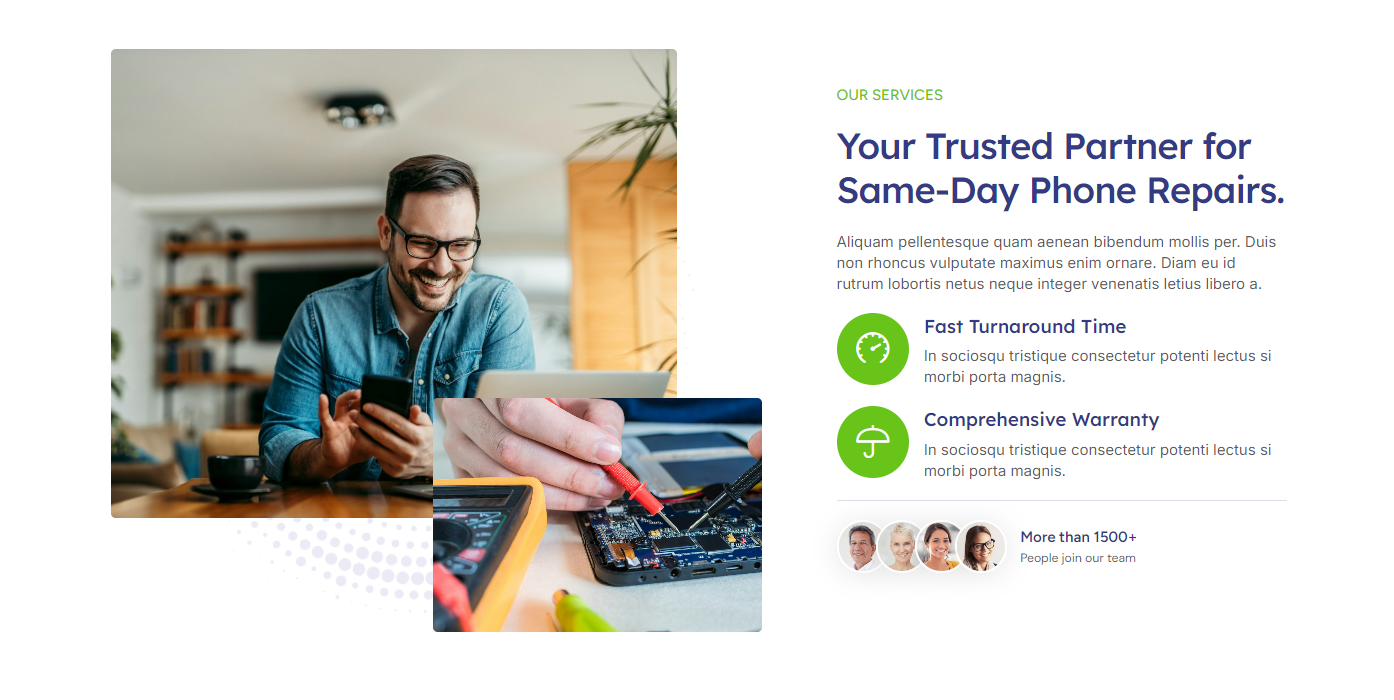 OUR SERVICES
Your Trusted Partner for
Same-Day Phone Repairs.
Aliquam pellentesque quam aenean bibendum mollis per. Duis
non rhoncus vulputate maximus enim ornare. Diam eu id
rutrum lobortis netus neque integer venenatis letius libero a.
Fast Turnaround Time
In sociosqu tristique consectetur potenti lectus si
morbi porta magnis.
Comprehensive Warranty
In sociosqu tristique consectetur potenti lectus si
morbi porta magnis.
More than 1500+
People join our team